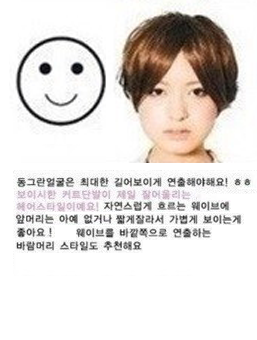 동그란얼굴은 최대한 길어보이게 연출해야해요! ㅎㅎ
보이시한 커트단발이 제일 잘어울리는
헤어스타일이예요! 자연스럽게 흐르는 웨이브에
앞머리는 아예 없거나 짧게잘라서 가볍게 보이는게
좋아요! 웨이브를 바깥쪽으로 연출하는
바람머리 스타일도 추천해요